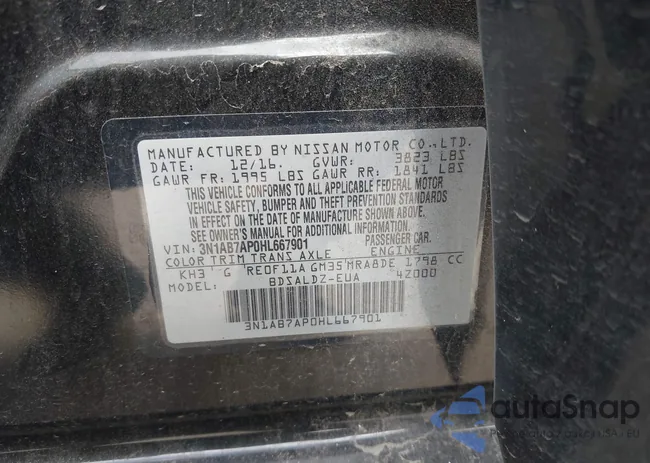 MANUFACTURED BY NISSAN MOTOR CO.,LTD.
DATE: 12/16. GVWR: 3823 LBS
GAWR FR: 1995 LBS GAWR RR: 1841 LBS
THIS VEHICLE CONFORMS TO ALL APPLICABLE FEDERAL MOTOR
VEHICLE SAFETY, BUMPER AND THEFT PREVENTION STANDARDS
IN EFFECT ON THE DATE OF MANUFACTURE SHOWN ABOVE.
SEE OWNER'S MANUAL FOR ADDITIONAL INFORMATION.
VIN: 3N1AB7AP0HL667901 PASSENGER CAR.
COLOR TRIM TRANS AXLE ENGINE
KH3 G RE0F11A GM35 MRA8DE 1798 CC
MODEL: BDSALDZ-EUA 42000
3N1AB7AP0HL667901
autoSnap